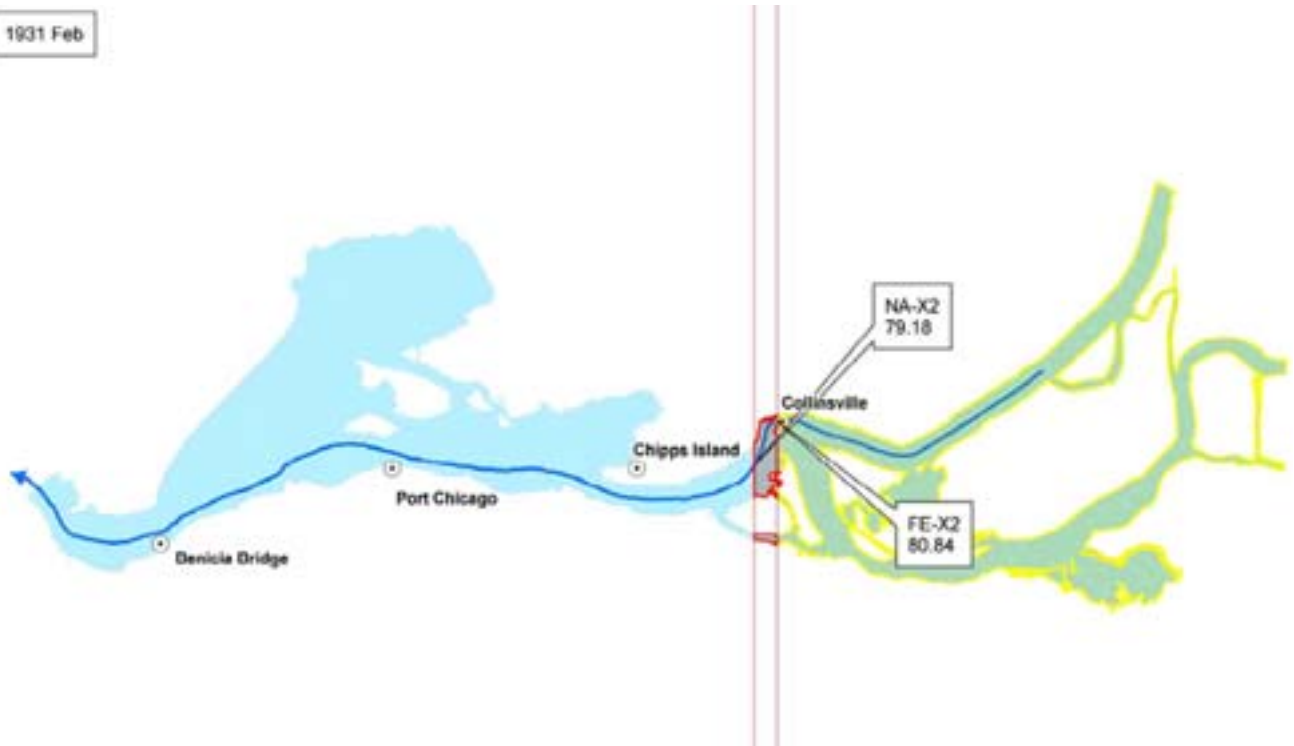 1931 Feb
NA-X2
79.18
Collinsville
Chipps Island
Port Chicago
FE-X2
80.84
Benicia Bridge